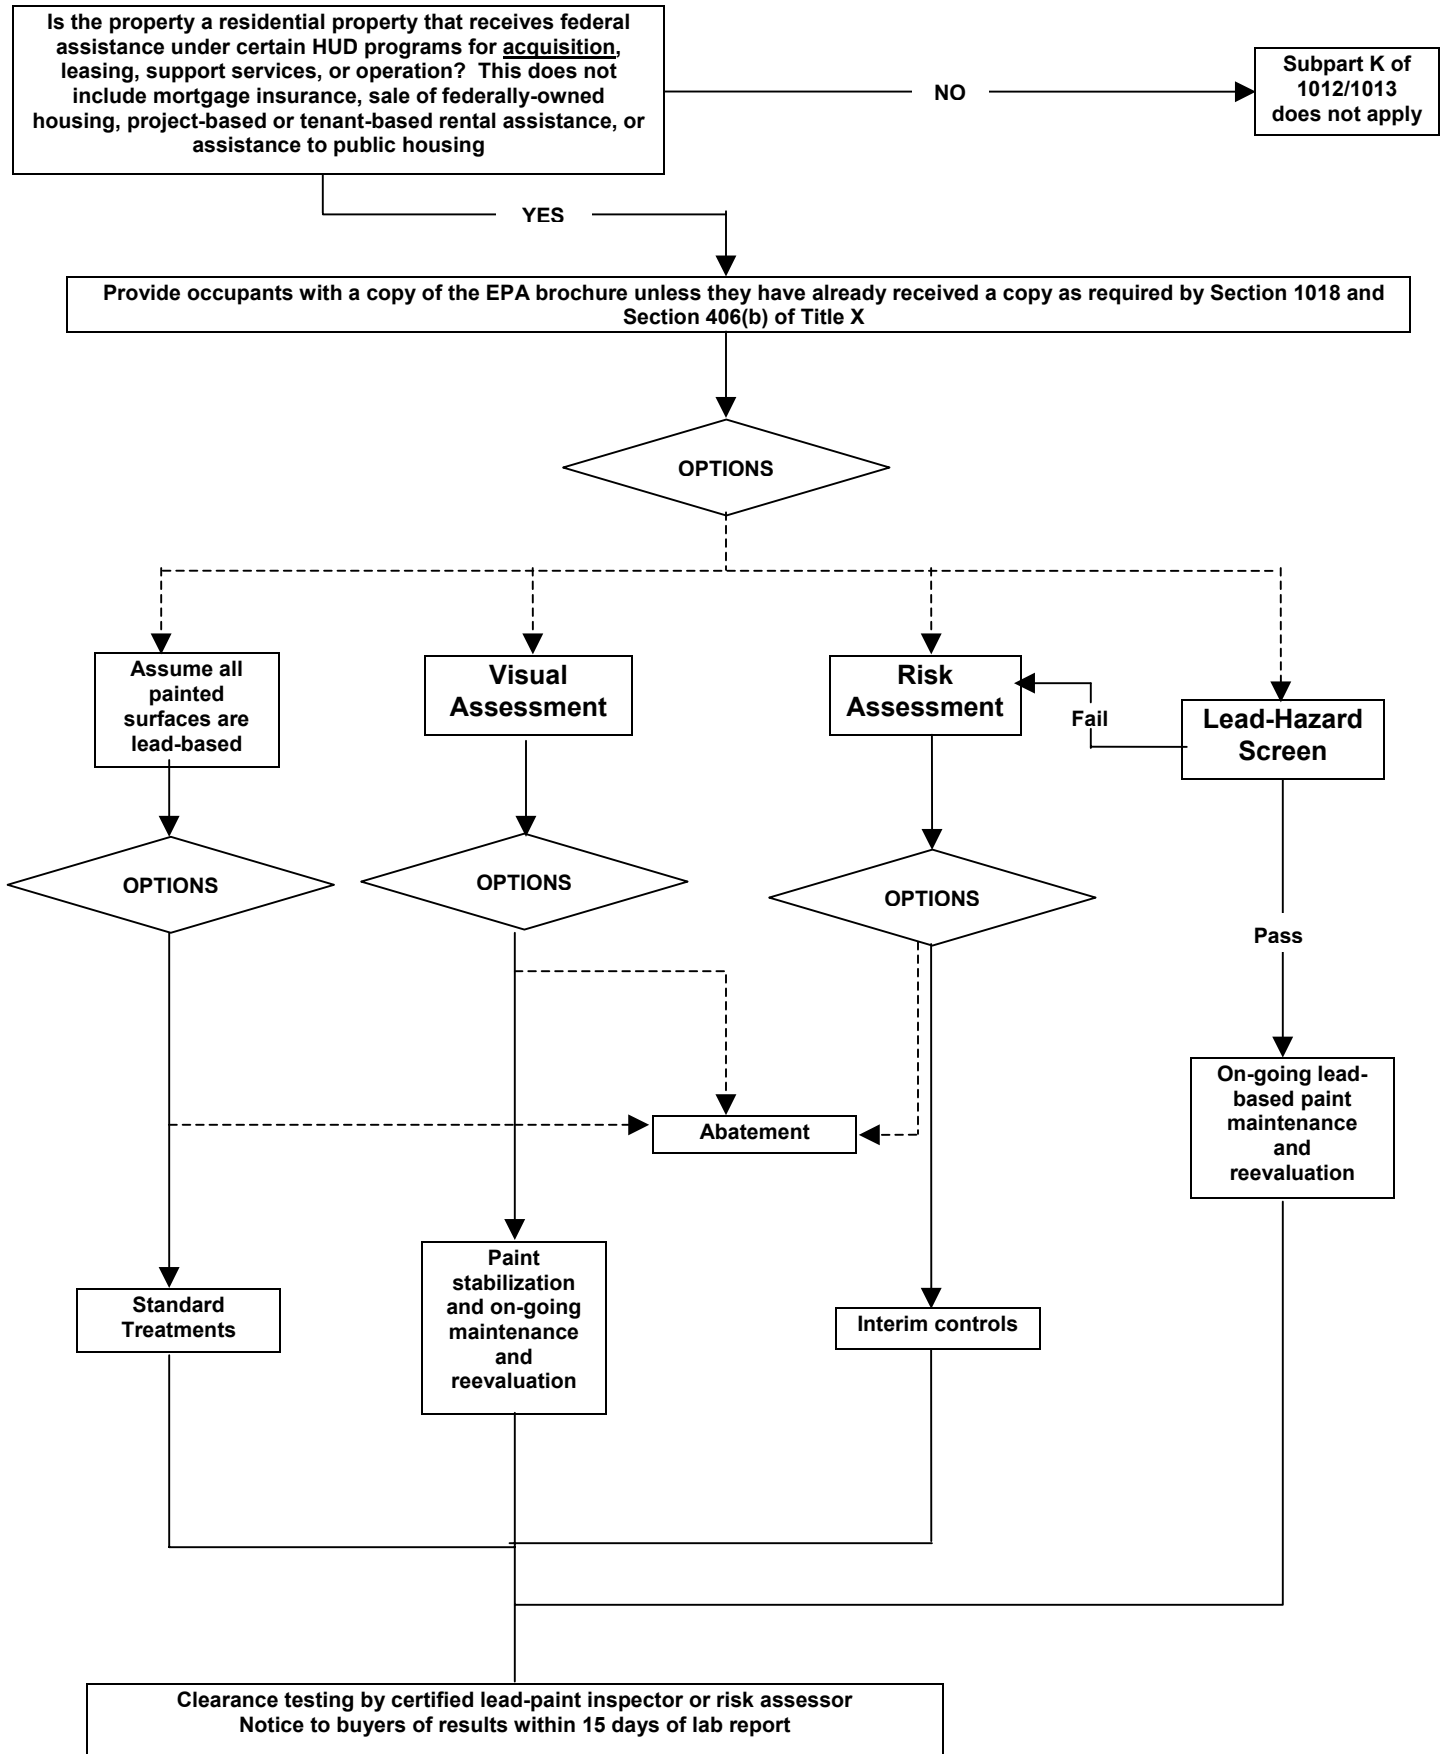 Is the property a residential property that receives federal
assistance under certain HUD programs for acquisition,
leasing, support services, or operation?  This does not
include mortgage insurance, sale of federally-owned
housing, project-based or tenant-based rental assistance, or
assistance to public housing
NO
Subpart K of
1012/1013
does not apply
YES
Provide occupants with a copy of the EPA brochure unless they have already received a copy as required by Section 1018 and
Section 406(b) of Title X
OPTIONS
Assume all
painted
surfaces are
lead-based
Visual
Assessment
Risk
Assessment
Fail
Lead-Hazard
Screen
OPTIONS
OPTIONS
OPTIONS
Pass
Abatement
On-going lead-
based paint
maintenance
and
reevaluation
Standard
Treatments
Paint
stabilization
and on-going
maintenance
and
reevaluation
Interim controls
Clearance testing by certified lead-paint inspector or risk assessor
Notice to buyers of results within 15 days of lab report